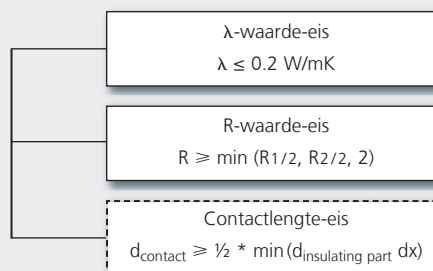 λ-waarde-eis
λ ≤ 0.2 W/mK
R-waarde-eis
R ≥ min (R1/2, R2/2, 2)
Contactlengte-eis
dcontact ≥ ½ * min(dinsulating part dx)